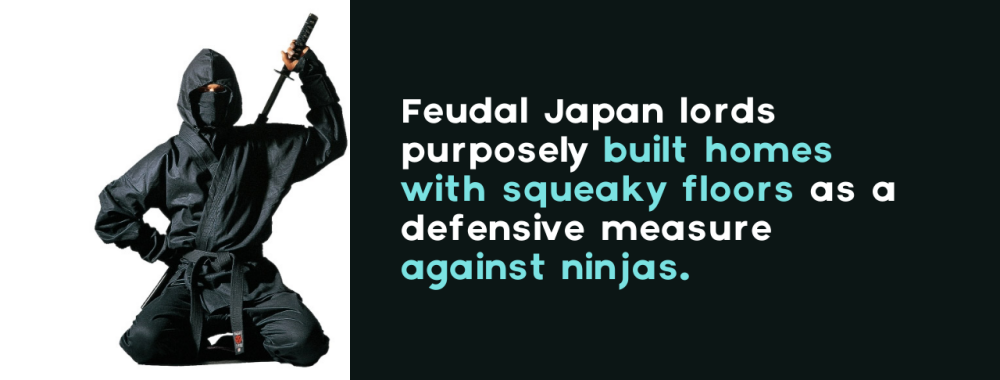 Feudal Japan lords
purposely built homes
with squeaky floors as a
defensive measure
against ninjas.